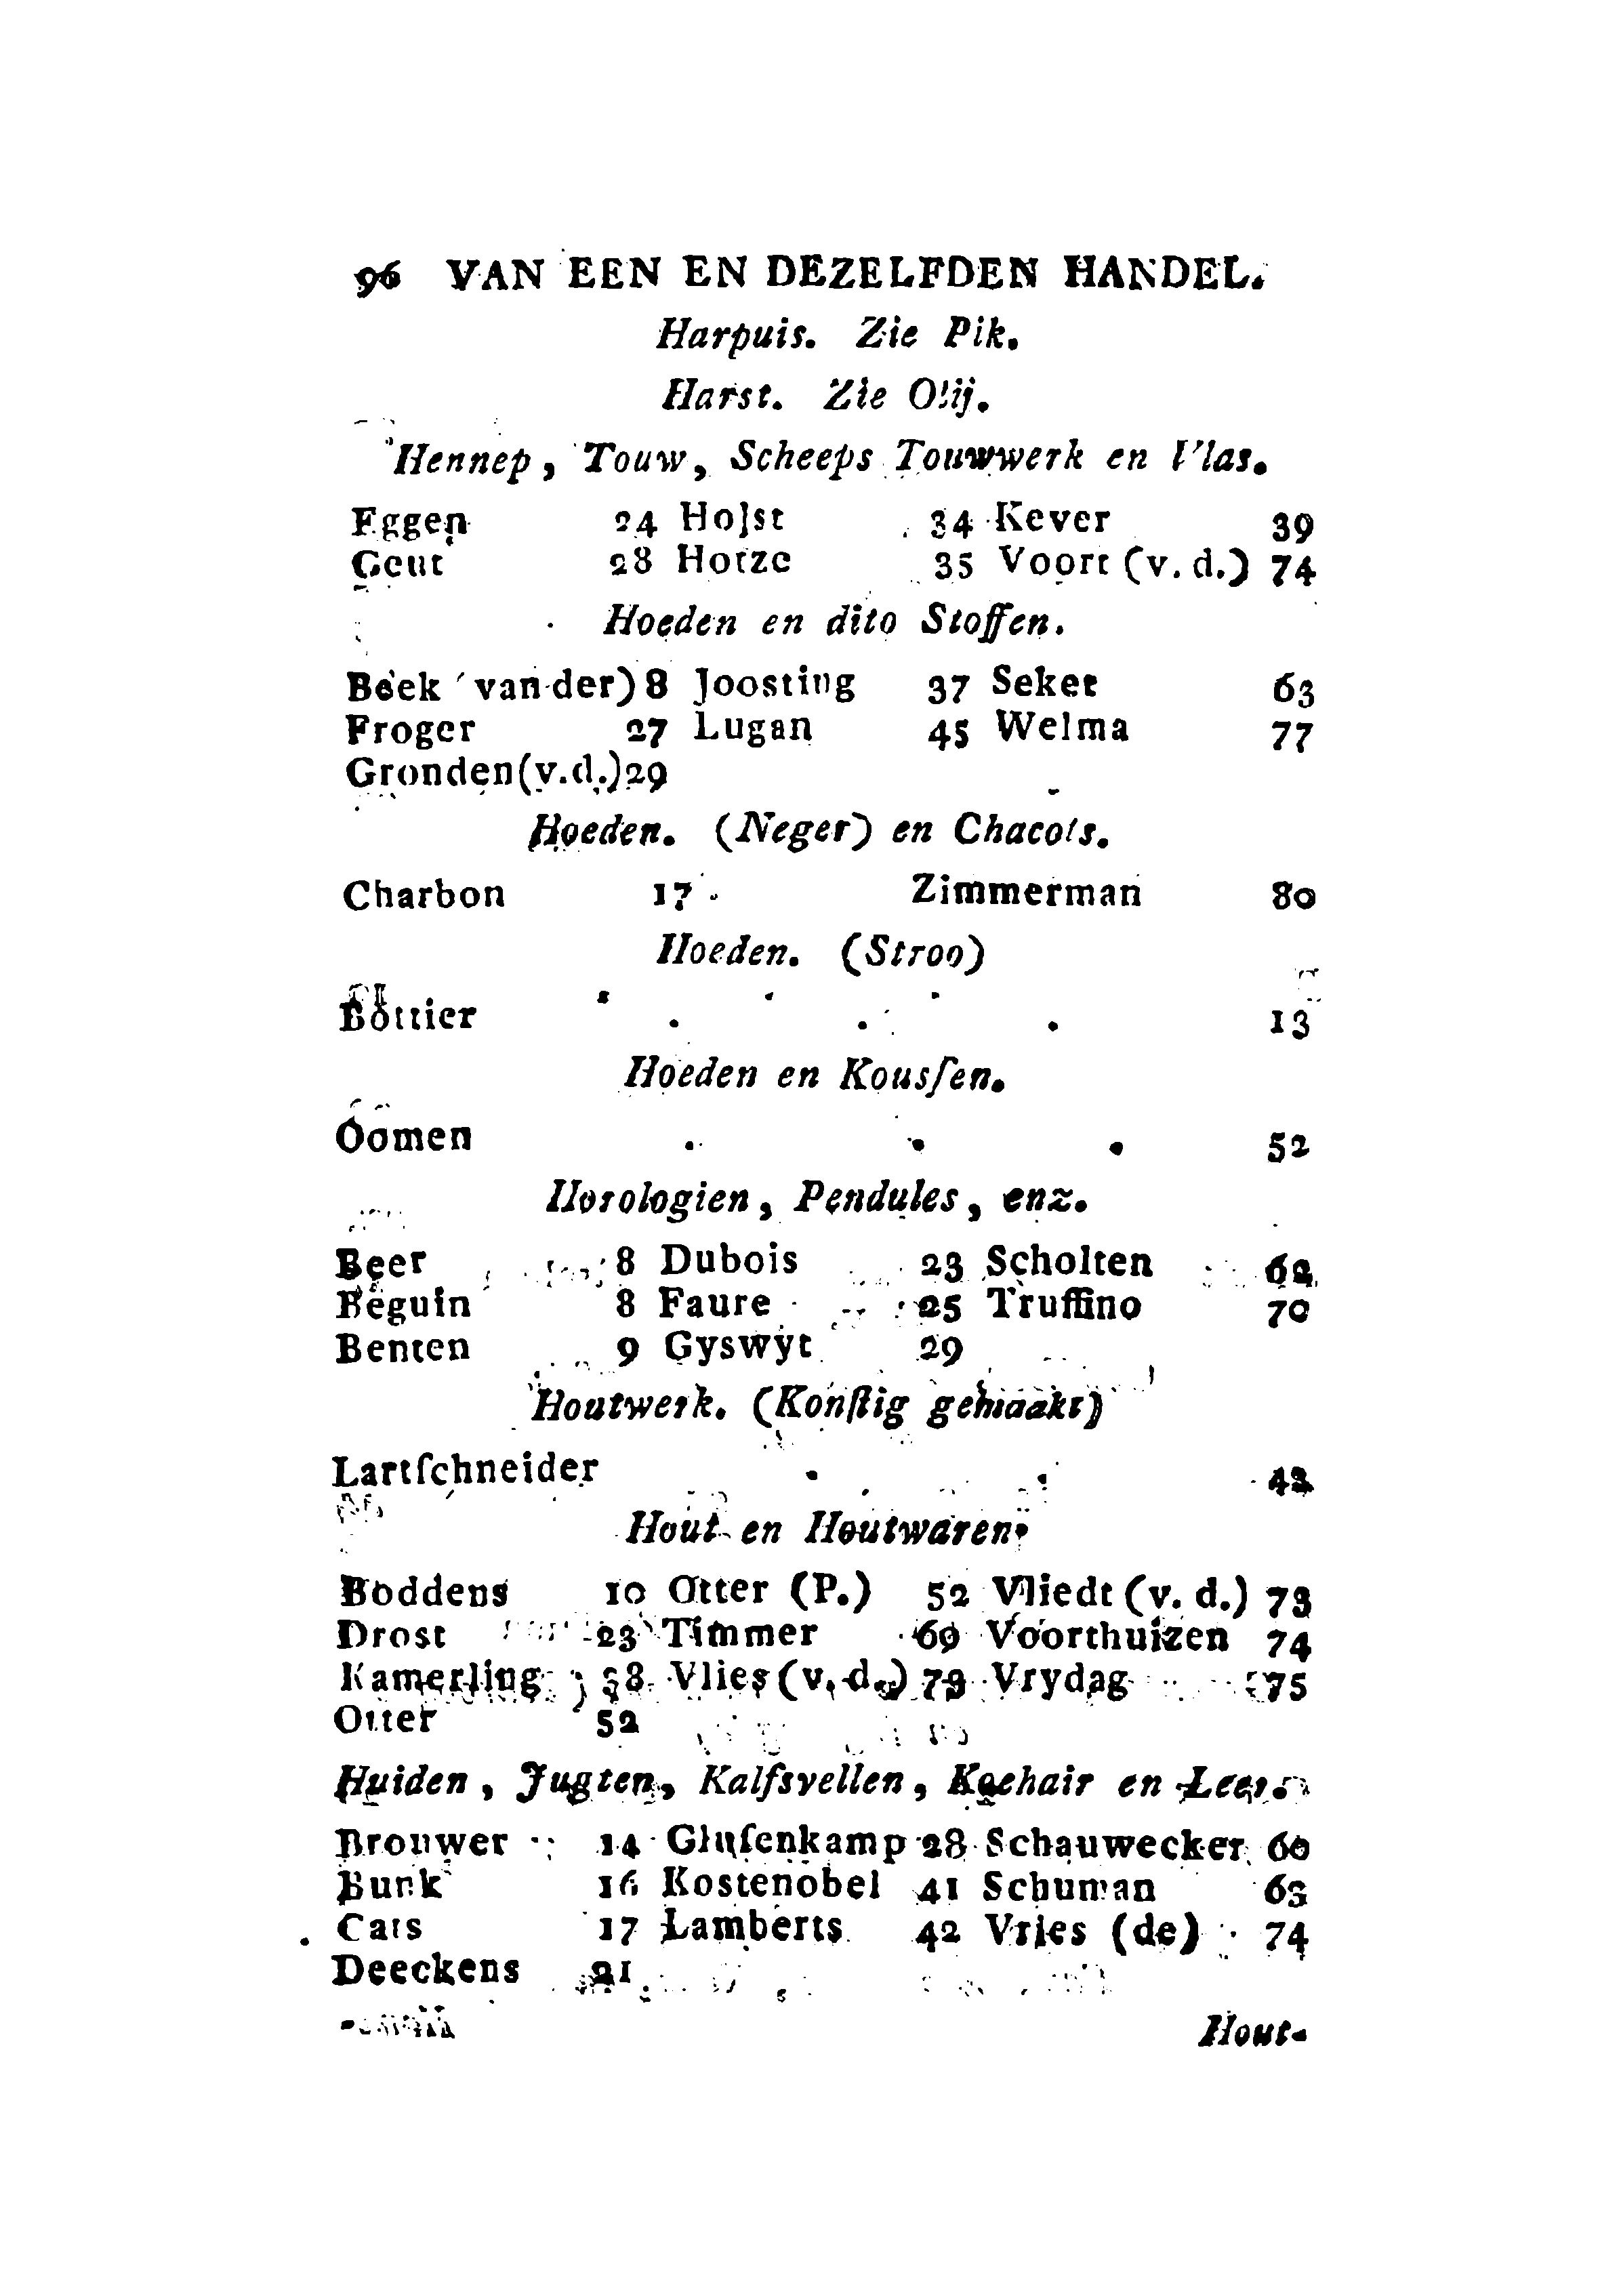 96 VAN EEN EN DEZELFDEN HANDEL.
Harpuis. Zie Pik.
Harst. Zie Olij.
Hennep, Touw, Scheeps Touwwerk en Vlas.
Eggen 24 Holst 34 Kever 39
Geut 28 Hotze 35 Voort (v. d.) 74
Hoeden en dito Stoffen.
Beek van der) 8 Joosting 37 Seket 63
Froger 27 Lugan 45 Welma 77
Gronden (v.d.) 29
Hoeden. (Neger) en Chacots.
Charbon 17 Zimmerman 80
Hoeden. (Stroo)
Bottier . . . 13
Hoeden en Kousſen.
Oomen . . . 52
Horologien, Pendules, enz.
Beer 8 Dubois 23 Scholten 62
Beguin 8 Faure 25 Truffino 70
Benten 9 Gyswyt 29
Houtwerk. (Konſtig gemaakt)
Lartſchneider . . 42
Hout en Houtwaren.
Boddens 10 Otter (P.) 52 Vliedt (v. d.) 73
Drost 23 Timmer 69 Voorthuizen 74
Kamerling 38 Vlies (v. d.) 73 Vrydag 75
Otter 52
Huiden, Jugten, Kalfsvellen, Koehair en Leer.
Brouwer 14 Gluſenkamp 28 Schauwecker 60
Bunk 16 Kostenobel 41 Schuman 63
Cats 17 Lamberts 42 Vries (de) 74
Deeckens 21
Hout-